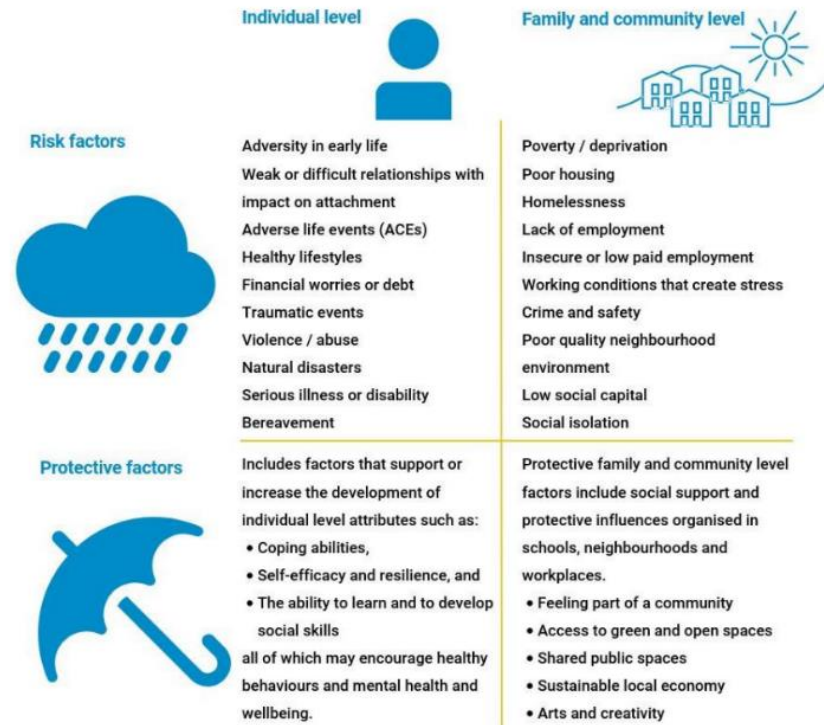 Individual level
Family and community level
Risk factors
Adversity in early life
Weak or difficult relationships with
impact on attachment
Adverse life events (ACEs)
Healthy lifestyles
Financial worries or debt
Traumatic events
Violence / abuse
Natural disasters
Serious illness or disability
Bereavement
Poverty / deprivation
Poor housing
Homelessness
Lack of employment
Insecure or low paid employment
Working conditions that create stress
Crime and safety
Poor quality neighbourhood
environment
Low social capital
Social isolation
Protective factors
Includes factors that support or
increase the development of
individual level attributes such as:
• Coping abilities,
• Self-efficacy and resilience, and
• The ability to learn and to develop
social skills
all of which may encourage healthy
behaviours and mental health and
wellbeing.
Protective family and community level
factors include social support and
protective influences organised in
schools, neighbourhoods and
workplaces.
• Feeling part of a community
• Access to green and open spaces
• Shared public spaces
• Sustainable local economy
• Arts and creativity